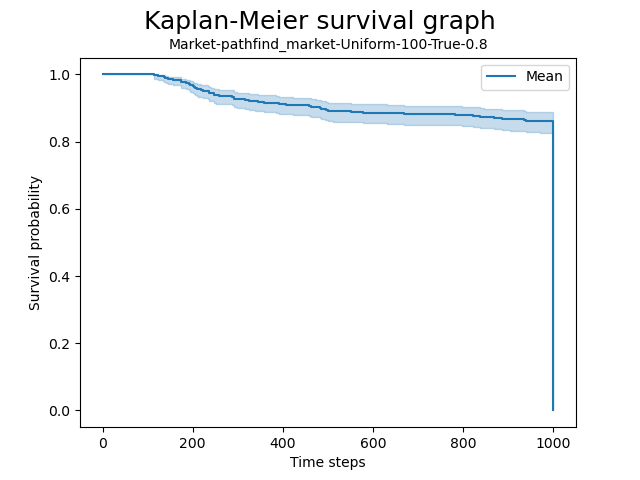 Kaplan-Meier survival graph
Market-pathfind_market-Uniform-100-True-0.8
Mean
1.0
0.8
0.6
0.4
0.2
0.0
Survival probability
0 200 400 600 800 1000
Time steps